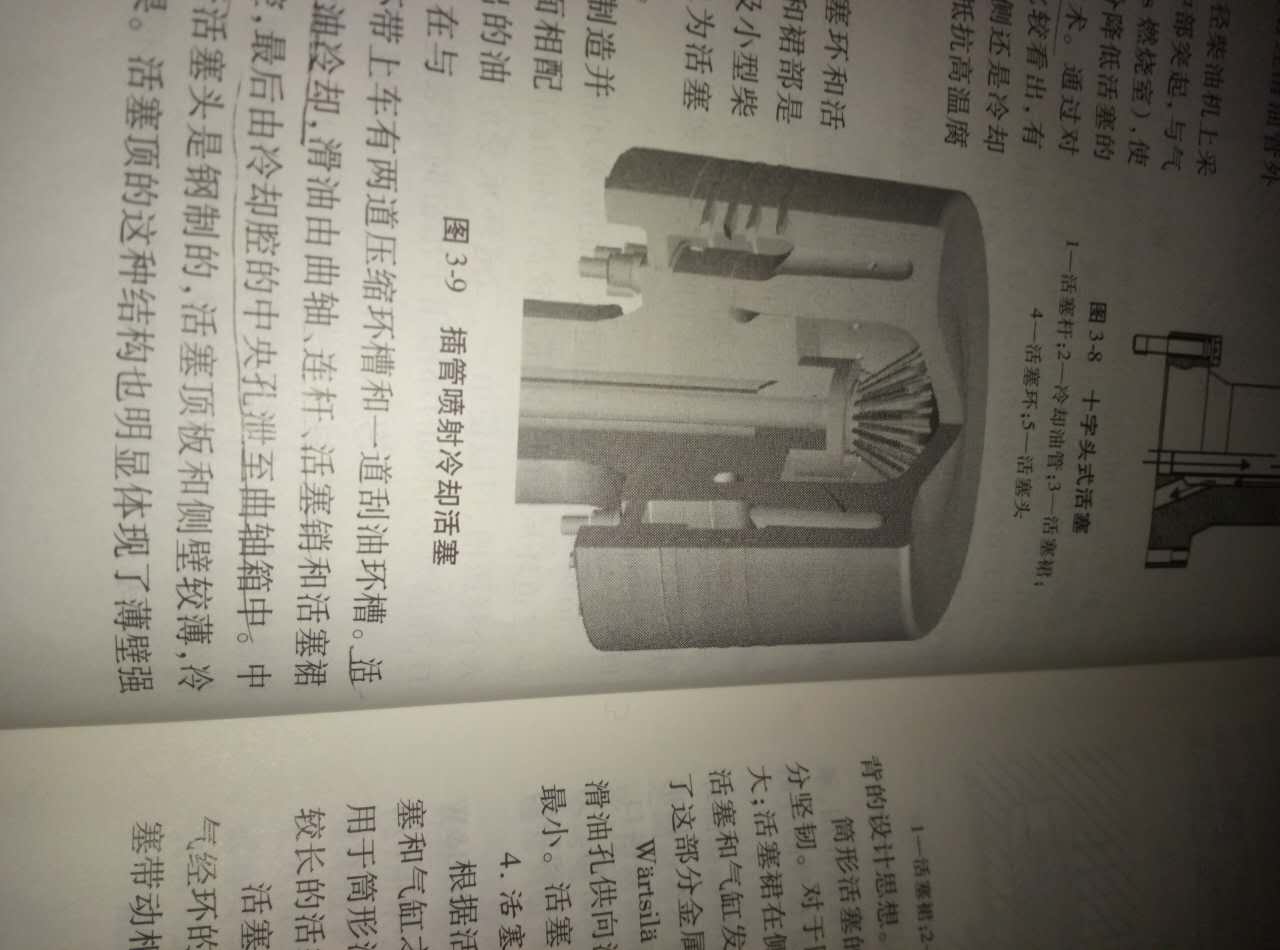 滑油管外
径柴油机上采
部突起,与气
燃烧室),使
降低活塞的
术。通过对
较看出,有
侧还是冷却
抵抗高温腐
塞环和活
和裙部是
及小型柴
为活塞
制造并
面相配
的油
在与
图 3-8 十字头式活塞
1—活塞杆;2—冷却油管;3—活塞裙;
4—活塞环;5—活塞头
图 3-9 插管喷射冷却活塞
带上车有两道压缩环槽和一道刮油环槽。活
油冷却,滑油由曲轴、连杆、活塞销和活塞裙
,最后由冷却腔的中央孔泄至曲轴箱中。中
活塞头是钢制的,活塞顶板和侧壁较薄,冷
。活塞顶的这种结构也明显体现了薄壁强
1—活塞裙;2-
背的设计思想。
筒形活塞的
分坚韧。对于
大;活塞裙在侧
活塞和气缸发
了这部分金属
Wärtsilä
滑油孔供向
最小。活塞
4. 活塞
根据活
塞和气缸之
用于筒形
较长的活
活塞
气经环的
塞带动